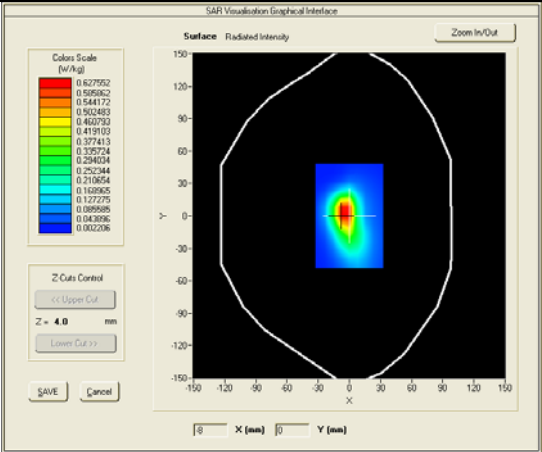 SAR Visualisation Graphical Interface
Surface Radiated Intensity
Zoom In/Out
Colors Scale
(W/kg)
0.627552
0.585862
0.544172
0.502483
0.460793
0.419103
0.377413
0.335724
0.294034
0.252344
0.210654
0.168965
0.127275
0.085585
0.043896
0.002206
Z-Cuts Control
<< Upper Cut
Z = 4.0 mm
Lower Cut >>
SAVE Cancel
150-
120-
90-
60-
30-
Y 0-
-30-
-60-
-90-
-120-
-150-
-150 -120 -90 -60 -30 0 30 60 90 120 150
X
-8 X (mm) 0 Y (mm)